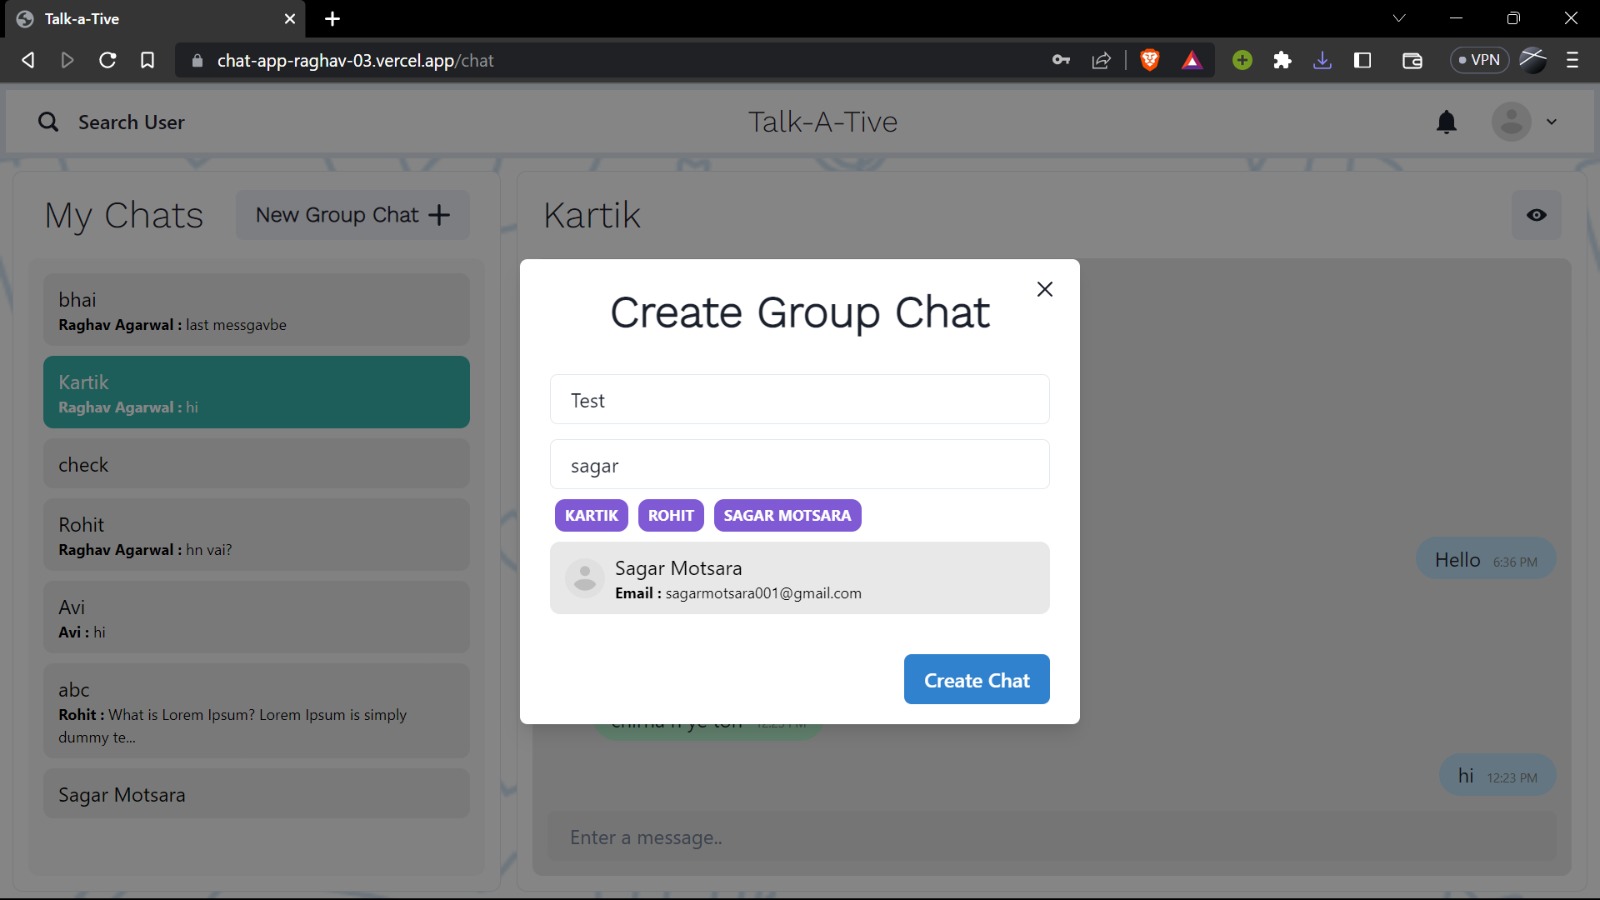 Talk-a-Tive
chat-app-raghav-03.vercel.app/chat
VPN
Search User
Talk-A-Tive
My Chats
New Group Chat
Kartik
bhai
Raghav Agarwal : last messgavbe
Kartik
Raghav Agarwal : hi
check
Rohit
Raghav Agarwal : hn vai?
Avi
Avi : hi
abc
Rohit : What is Lorem Ipsum? Lorem Ipsum is simply
dummy te...
Sagar Motsara
Create Group Chat
Test
sagar
KARTIK ROHIT SAGAR MOTSARA
Sagar Motsara
Email : sagarmotsara001@gmail.com
Create Chat
Hello 6:36 PM
hi 12:23 PM
Enter a message..